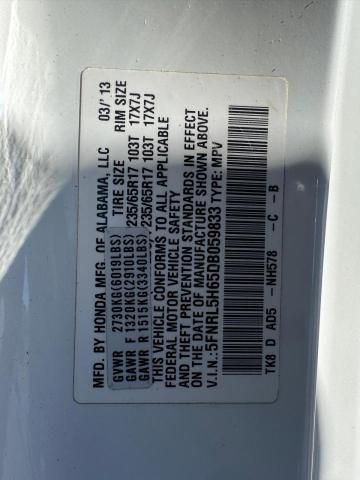 MFD. BY HONDA MFG. OF ALABAMA, LLC 03/'13
TIRE SIZE RIM SIZE
GVWR 2730KG(6019LBS)
GAWR F 1320KG(2910LBS) 235/65R17 103T 17X7J
GAWR R 1515KG(3340LBS) 235/65R17 103T 17X7J
THIS VEHICLE CONFORMS TO ALL APPLICABLE
FEDERAL MOTOR VEHICLE SAFETY
AND THEFT PREVENTION STANDARDS IN EFFECT
ON THE DATE OF MANUFACTURE SHOWN ABOVE.
V.I.N.:5FNRL5H65DB059833 TYPE: MPV
TK8 D AD5 -NH578 -C -B